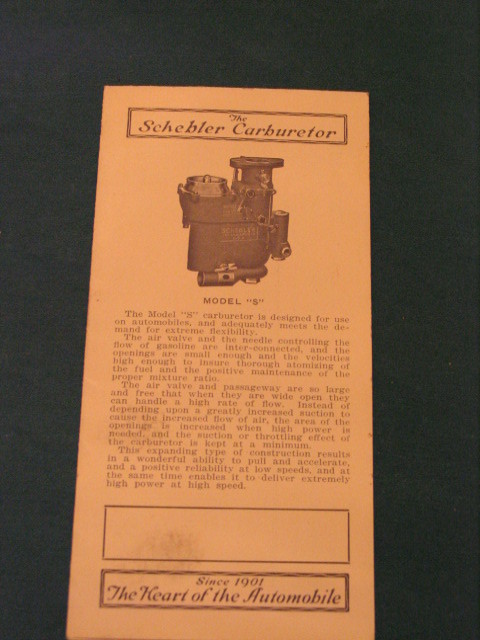 The
Schebler Carburetor
SCHEBLER
MODEL "S"
The Model "S" carburetor is designed for use
on automobiles, and adequately meets the de-
mand for extreme flexibility.
The air valve and the needle controlling the
flow of gasoline are inter-connected, and the
openings are small enough and the velocities
high enough to insure thorough atomizing of
the fuel and the positive maintenance of the
proper mixture ratio.
The air valve and passageway are so large
and free that when they are wide open they
can handle a high rate of flow. Instead of
depending upon a greatly increased suction to
cause the increased flow of air, the area of the
openings is increased when high power is
needed, and the suction or throttling effect of
the carburetor is kept at a minimum.
This expanding type of construction results
in a wonderful ability to pull and accelerate,
and a positive reliability at low speeds, and at
the same time enables it to deliver extremely
high power at high speed.
Since 1901
The Heart of the Automobile